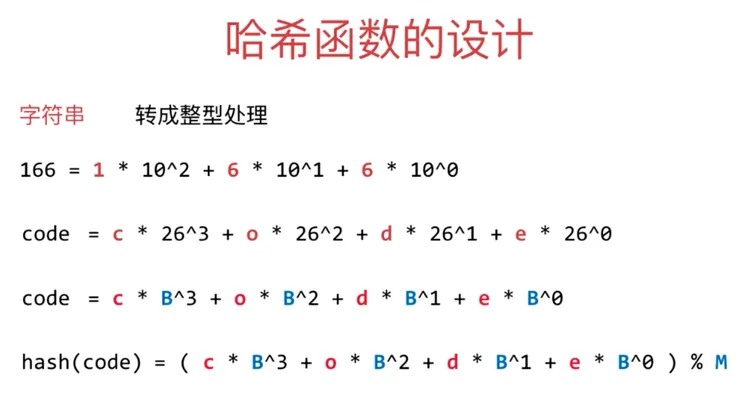 哈希函数的设计
字符串 转成整型处理
166 = 1 * 10^2 + 6 * 10^1 + 6 * 10^0
code = c * 26^3 + o * 26^2 + d * 26^1 + e * 26^0
code = c * B^3 + o * B^2 + d * B^1 + e * B^0
hash(code) = ( c * B^3 + o * B^2 + d * B^1 + e * B^0 ) % M